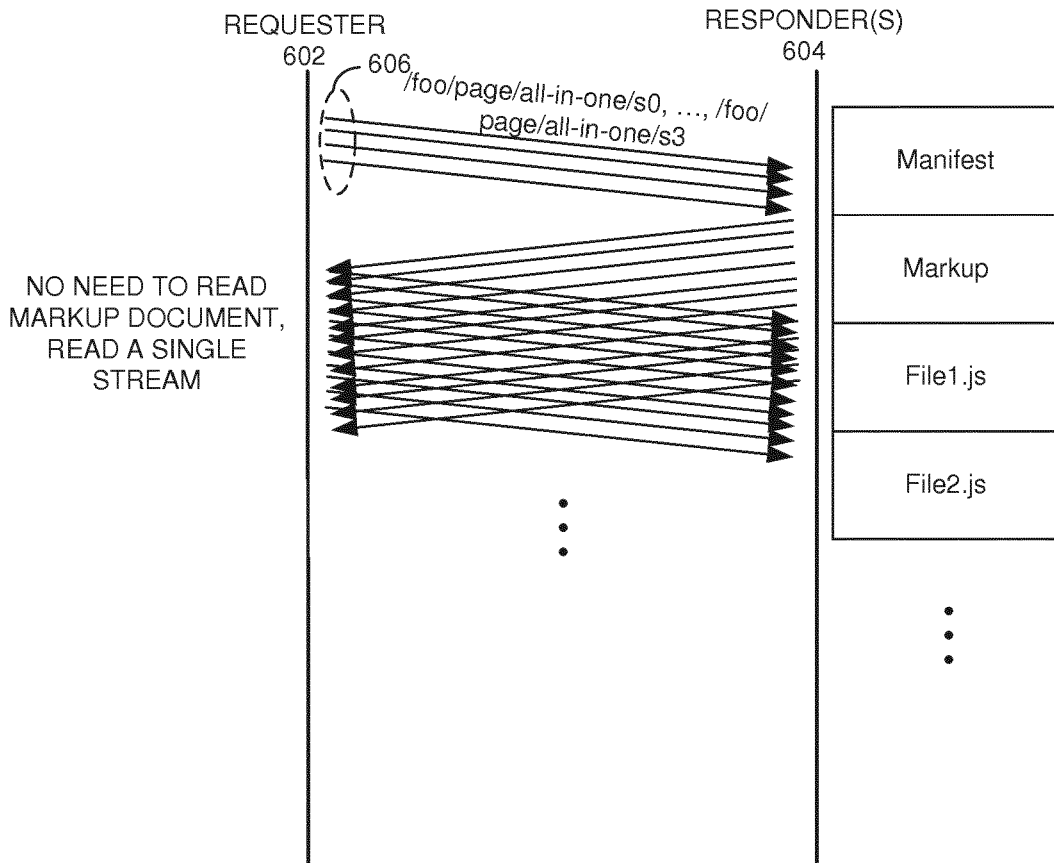 REQUESTER
602
RESPONDER(S)
604
606
/foo/page/all-in-one/s0, ..., /foo/
page/all-in-one/s3
Manifest
Markup
NO NEED TO READ
MARKUP DOCUMENT,
READ A SINGLE
STREAM
File1.js
File2.js